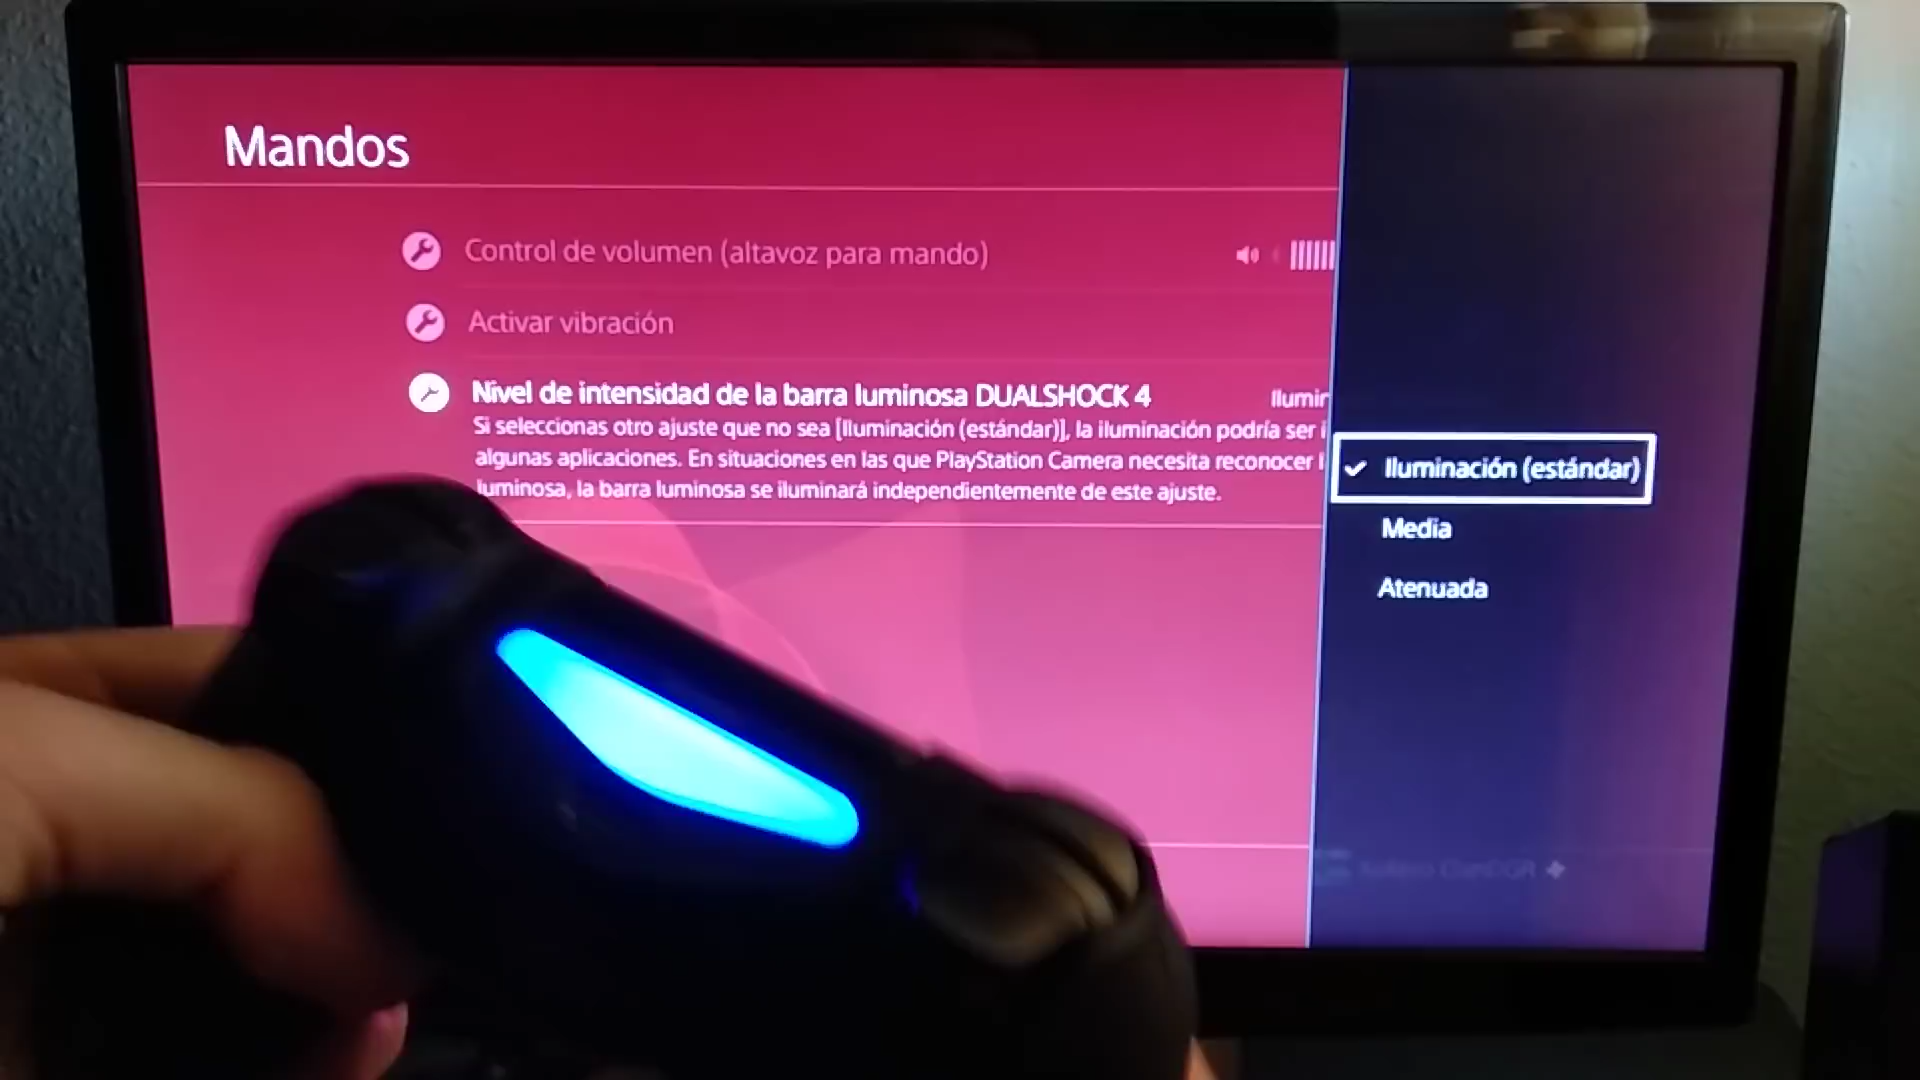 Mandos
Control de volumen (altavoz para mando)
Activar vibración
Nivel de intensidad de la barra luminosa DUALSHOCK 4 Ilumin
Si seleccionas otro ajuste que no sea [Iluminación (estándar)], la iluminación podría ser i
algunas aplicaciones. En situaciones en las que PlayStation Camera necesita reconocer l
luminosa, la barra luminosa se iluminará independientemente de este ajuste.
Iluminación (estándar)
Media
Atenuada